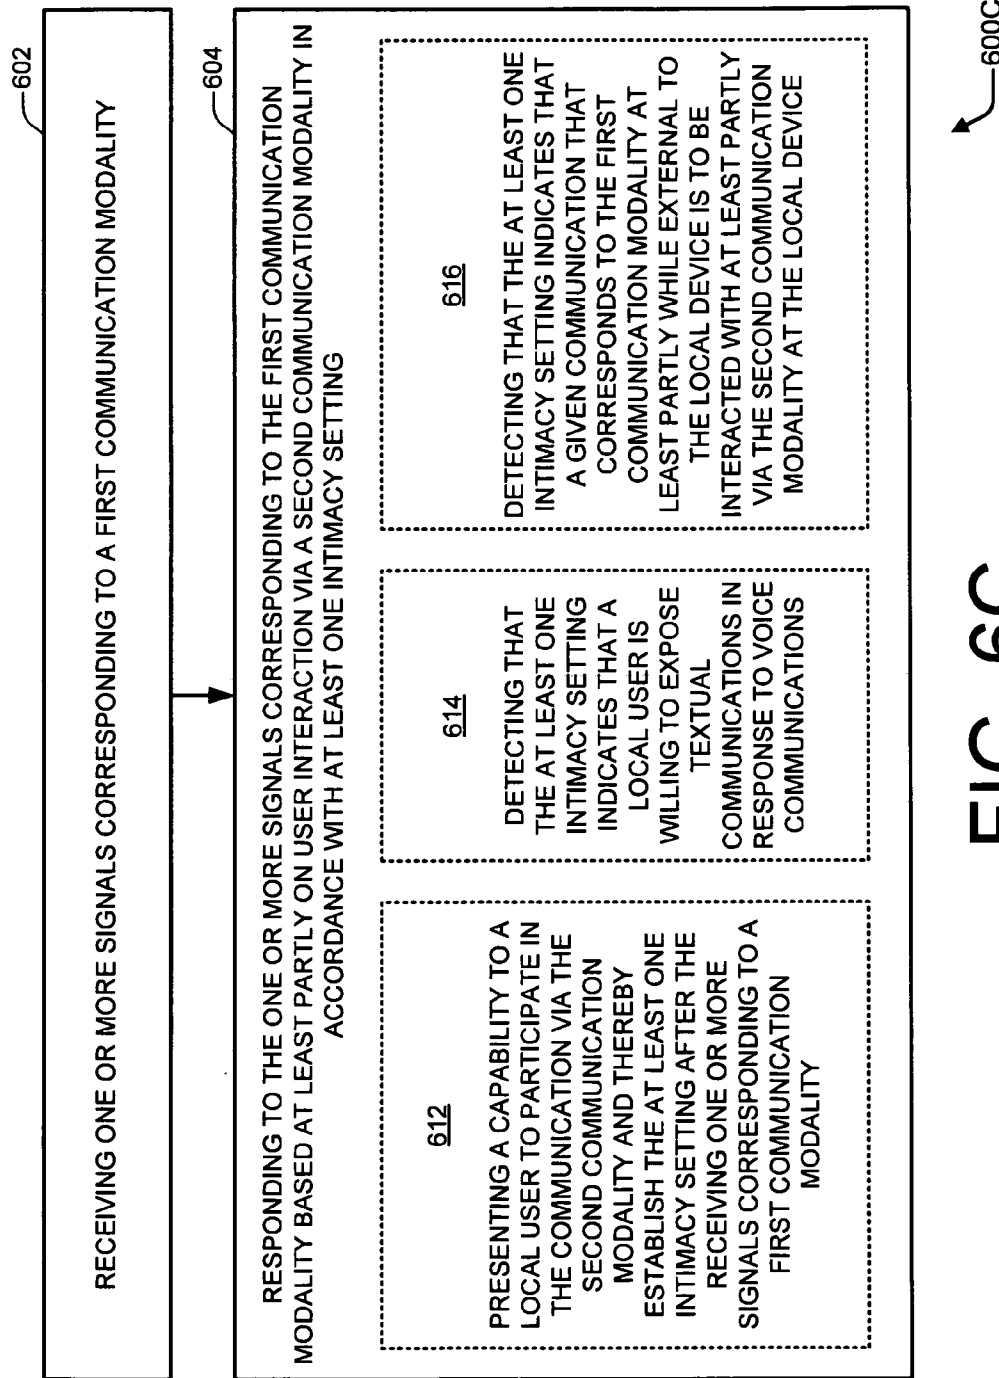 602
RECEIVING ONE OR MORE SIGNALS CORRESPONDING TO A FIRST COMMUNICATION MODALITY
604
RESPONDING TO THE ONE OR MORE SIGNALS CORRESPONDING TO THE FIRST COMMUNICATION
MODALITY BASED AT LEAST PARTLY ON USER INTERACTION VIA A SECOND COMMUNICATION MODALITY IN
ACCORDANCE WITH AT LEAST ONE INTIMACY SETTING
612
PRESENTING A CAPABILITY TO A
LOCAL USER TO PARTICIPATE IN
THE COMMUNICATION VIA THE
SECOND COMMUNICATION
MODALITY AND THEREBY
ESTABLISH THE AT LEAST ONE
INTIMACY SETTING AFTER THE
RECEIVING ONE OR MORE
SIGNALS CORRESPONDING TO A
FIRST COMMUNICATION
MODALITY
614
DETECTING THAT
THE AT LEAST ONE
INTIMACY SETTING
INDICATES THAT A
LOCAL USER IS
WILLING TO EXPOSE
TEXTUAL
COMMUNICATIONS IN
RESPONSE TO VOICE
COMMUNICATIONS
616
DETECTING THAT THE AT LEAST ONE
INTIMACY SETTING INDICATES THAT
A GIVEN COMMUNICATION THAT
CORRESPONDS TO THE FIRST
COMMUNICATION MODALITY AT
LEAST PARTLY WHILE EXTERNAL TO
THE LOCAL DEVICE IS TO BE
INTERACTED WITH AT LEAST PARTLY
VIA THE SECOND COMMUNICATION
MODALITY AT THE LOCAL DEVICE
600C
FIG. 6C